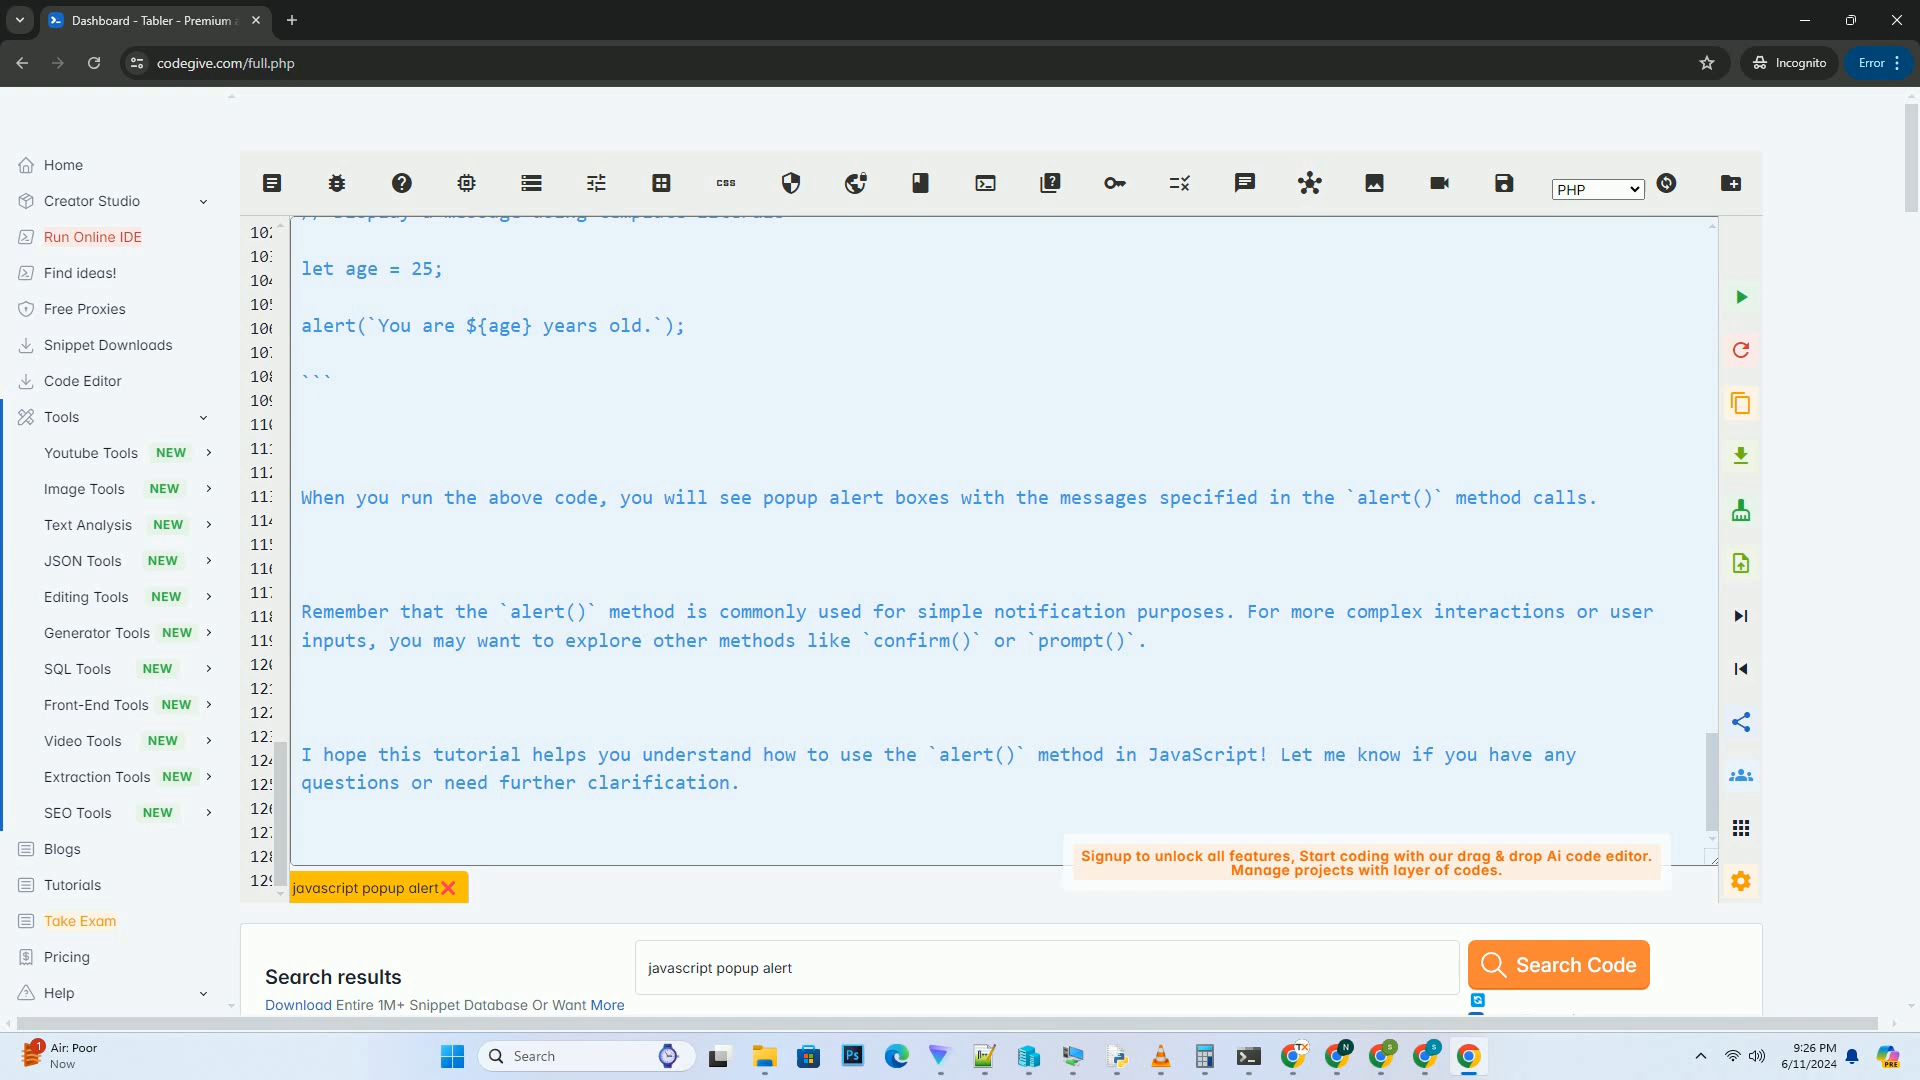 Dashboard - Tabler - Premium
codegive.com/full.php
Incognito
Error
Home
Creator Studio
Run Online IDE
Find ideas!
Free Proxies
Snippet Downloads
Code Editor
Tools
Youtube Tools NEW
Image Tools NEW
Text Analysis NEW
JSON Tools NEW
Editing Tools NEW
Generator Tools NEW
SQL Tools NEW
Front-End Tools NEW
Video Tools NEW
Extraction Tools NEW
SEO Tools NEW
Blogs
Tutorials
Take Exam
Pricing
Help
css
PHP
let age = 25;
alert(`You are ${age} years old.`);
```
When you run the above code, you will see popup alert boxes with the messages specified in the `alert()` method calls.
Remember that the `alert()` method is commonly used for simple notification purposes. For more complex interactions or user
inputs, you may want to explore other methods like `confirm()` or `prompt()`.
I hope this tutorial helps you understand how to use the `alert()` method in JavaScript! Let me know if you have any
questions or need further clarification.
Signup to unlock all features, Start coding with our drag & drop Ai code editor.
Manage projects with layer of codes.
javascript popup alert
Search results
Download Entire 1M+ Snippet Database Or Want More
javascript popup alert
Search Code
1
Air: Poor
Now
Search
9:26 PM
6/11/2024